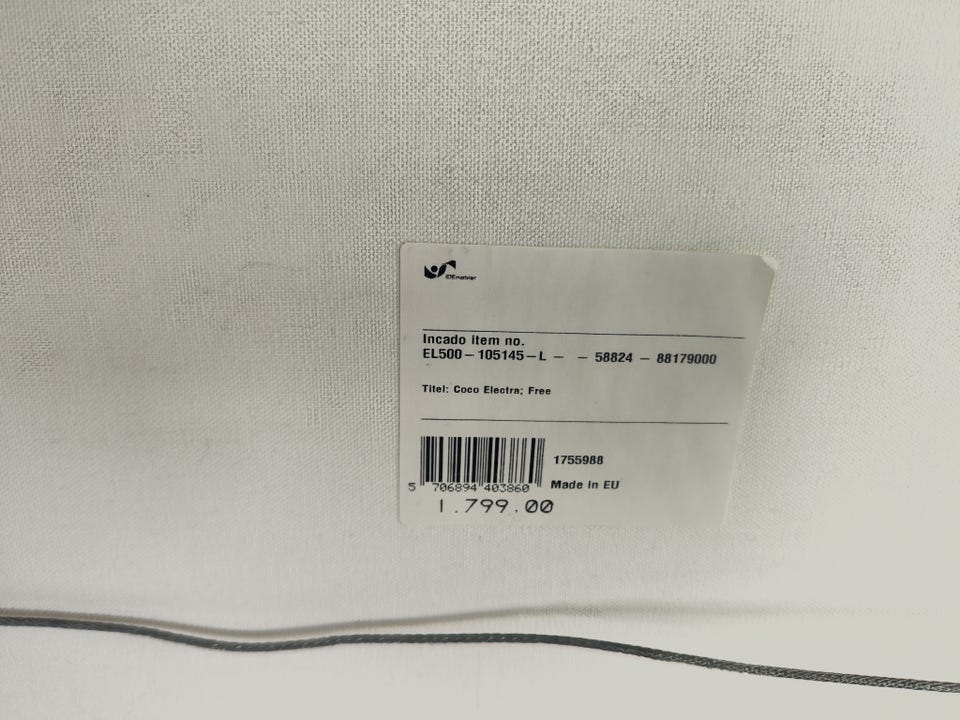 IDEmøbler
Incado item no.
EL500-105145-L - - 58824 - 88179000
Titel: Coco Electra; Free
1755988
5 706894 403860
Made in EU
1.799,00